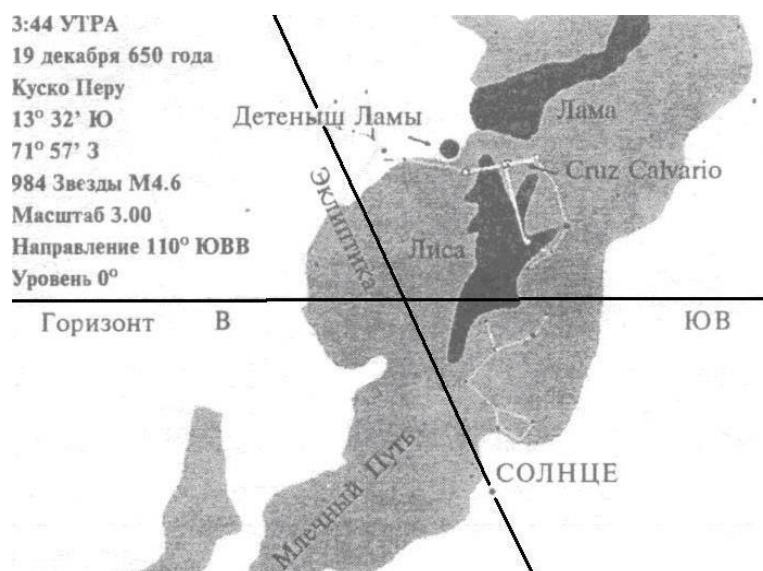 3:44 УТРА
19 декабря 650 года
Куско Перу
13° 32' Ю
71° 57' З
984 Звезды М4.6
Масштаб 3.00
Направление 110° ЮВВ
Уровень 0°
Детеныш Ламы
Лама
Cruz Calvario
Эклиптика
Лиса
Горизонт В ЮВ
СОЛНЦЕ
Млечный Путь